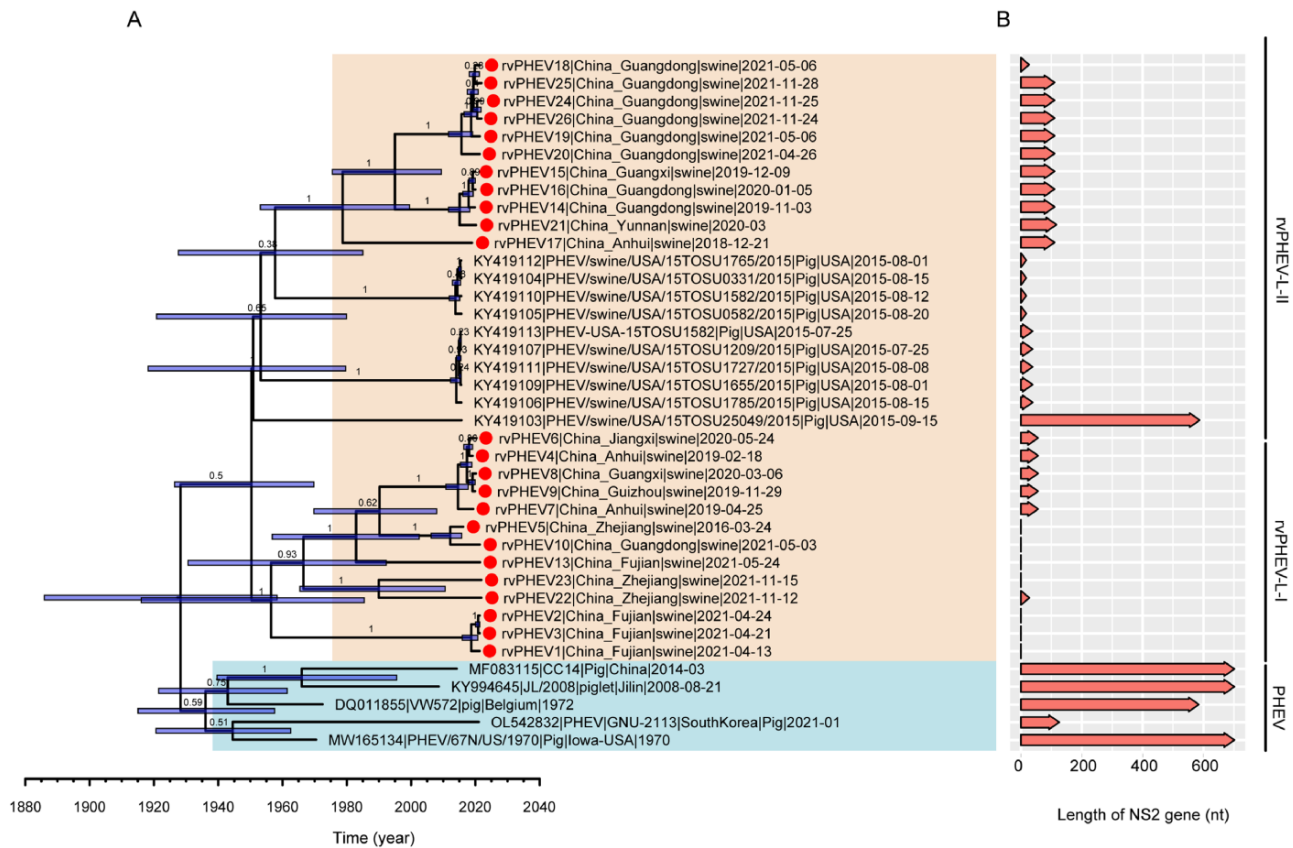 A
B
rvPHEV18|China_Guangdong|swine|2021-05-06
rvPHEV25|China_Guangdong|swine|2021-11-28
rvPHEV24|China_Guangdong|swine|2021-11-25
rvPHEV26|China_Guangdong|swine|2021-11-24
rvPHEV19|China_Guangdong|swine|2021-05-06
rvPHEV20|China_Guangdong|swine|2021-04-26
rvPHEV15|China_Guangxi|swine|2019-12-09
rvPHEV16|China_Guangdong|swine|2020-01-05
rvPHEV14|China_Guangdong|swine|2019-11-03
rvPHEV21|China_Yunnan|swine|2020-03
rvPHEV17|China_Anhui|swine|2018-12-21
KY419112|PHEV/swine/USA/15TOSU1765/2015|Pig|USA|2015-08-01
KY419104|PHEV/swine/USA/15TOSU0331/2015|Pig|USA|2015-08-15
KY419110|PHEV/swine/USA/15TOSU1582/2015|Pig|USA|2015-08-12
KY419105|PHEV/swine/USA/15TOSU0582/2015|Pig|USA|2015-08-20
KY419113|PHEV-USA-15TOSU1582|Pig|USA|2015-07-25
KY419107|PHEV/swine/USA/15TOSU1209/2015|Pig|USA|2015-07-25
KY419111|PHEV/swine/USA/15TOSU1727/2015|Pig|USA|2015-08-08
KY419109|PHEV/swine/USA/15TOSU1655/2015|Pig|USA|2015-08-01
KY419106|PHEV/swine/USA/15TOSU1785/2015|Pig|USA|2015-08-15
KY419103|PHEV/swine/USA/15TOSU25049/2015|Pig|USA|2015-09-15
rvPHEV6|China_Jiangxi|swine|2020-05-24
rvPHEV4|China_Anhui|swine|2019-02-18
rvPHEV8|China_Guangxi|swine|2020-03-06
rvPHEV9|China_Guizhou|swine|2019-11-29
rvPHEV7|China_Anhui|swine|2019-04-25
rvPHEV5|China_Zhejiang|swine|2016-03-24
rvPHEV10|China_Guangdong|swine|2021-05-03
rvPHEV13|China_Fujian|swine|2021-05-24
rvPHEV23|China_Zhejiang|swine|2021-11-15
rvPHEV22|China_Zhejiang|swine|2021-11-12
rvPHEV2|China_Fujian|swine|2021-04-24
rvPHEV3|China_Fujian|swine|2021-04-21
rvPHEV1|China_Fujian|swine|2021-04-13
MF083115|CC14|Pig|China|2014-03
KY994645|JL/2008|piglet|Jilin|2008-08-21
DQ011855|VW572|pig|Belgium|1972
OL542832|PHEV|GNU-2113|SouthKorea|Pig|2021-01
MW165134|PHEV/67N/US/1970|Pig|Iowa-USA|1970
1
1
1
1
0.38
1
0.65
1
0.5
1
0.62
1
1
0.93
1
1
1
1
0.75
0.59
0.51
rvPHEV-L-II
rvPHEV-L-I
PHEV
1880 1900 1920 1940 1960 1980 2000 2020 2040
Time (year)
0 200 400 600
Length of NS2 gene (nt)